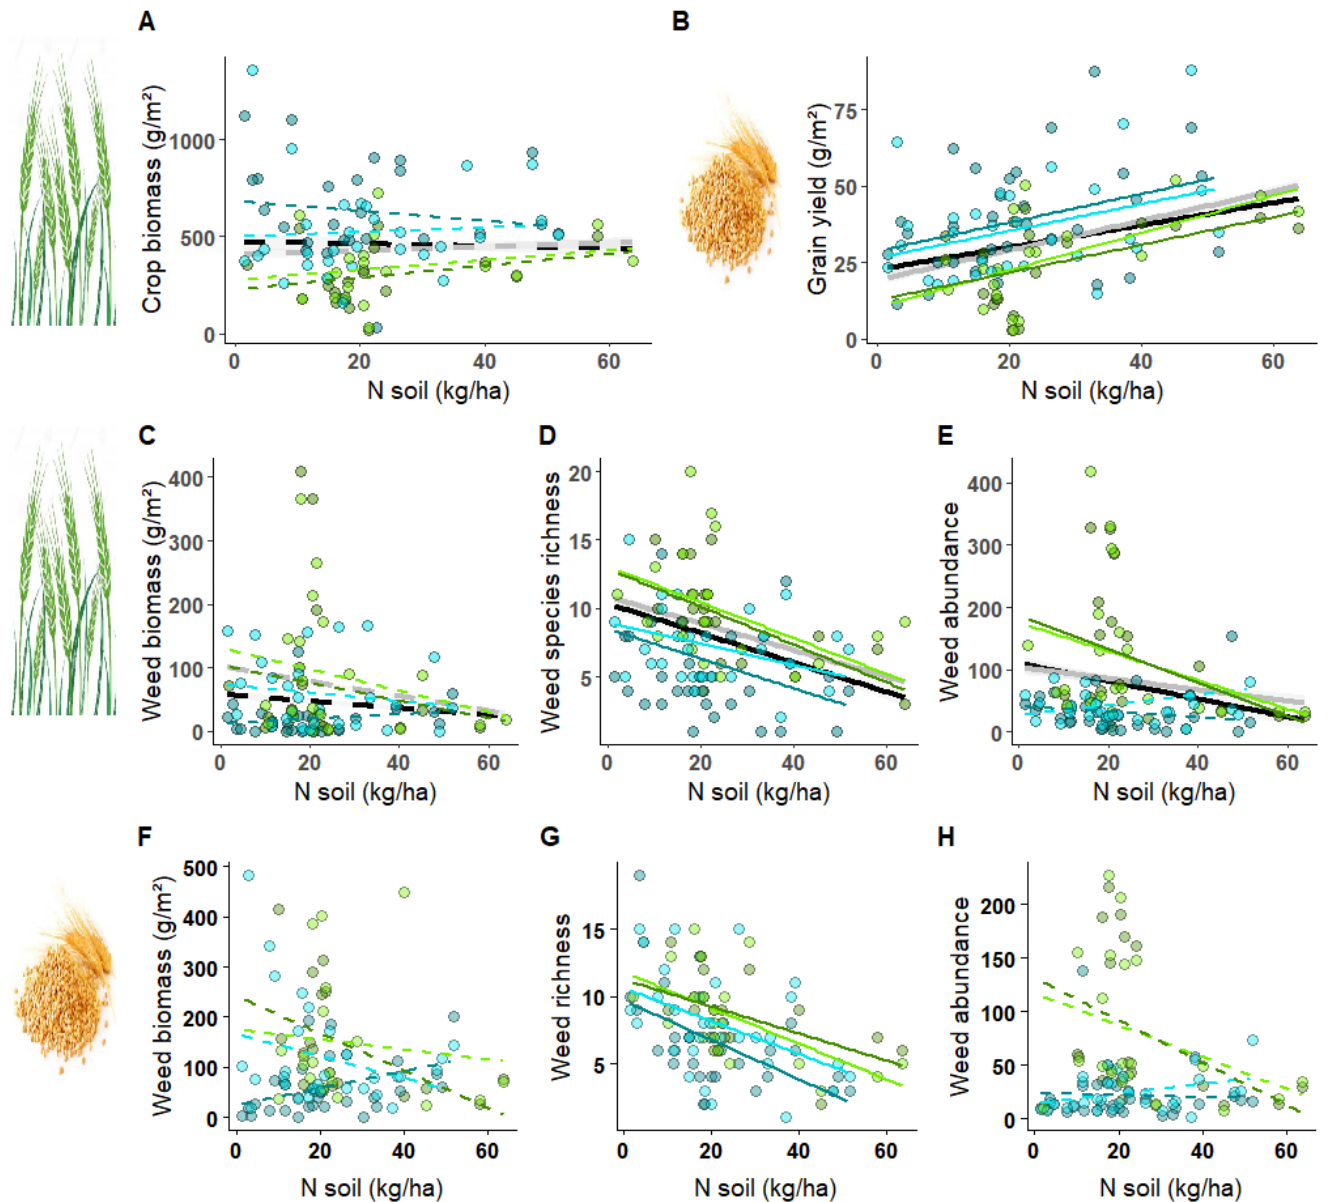 A
Crop biomass (g/m²)
1000
500
0
0 20 40 60
N soil (kg/ha)
B
Grain yield (g/m²)
75
50
25
0
0 20 40 60
N soil (kg/ha)
C
Weed biomass (g/m²)
400
300
200
100
0
0 20 40 60
N soil (kg/ha)
D
Weed species richness
20
15
10
5
0 20 40 60
N soil (kg/ha)
E
Weed abundance
400
300
200
100
0
0 20 40 60
N soil (kg/ha)
F
Weed biomass (g/m²)
500
400
300
200
100
0
0 20 40 60
N soil (kg/ha)
G
Weed richness
15
10
5
0 20 40 60
N soil (kg/ha)
H
Weed abundance
200
150
100
50
0
0 20 40 60
N soil (kg/ha)